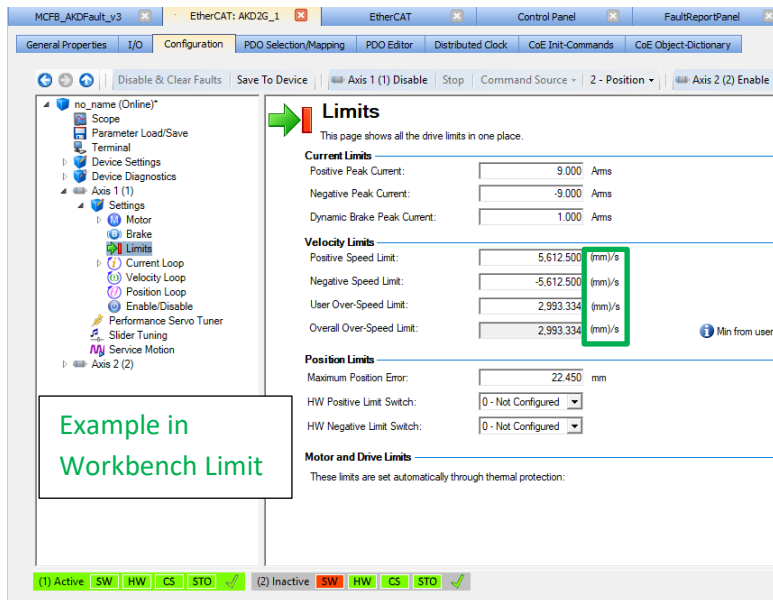 MCFB_AKDFault_v3 EtherCAT: AKD2G_1 EtherCAT Control Panel FaultReportPanel
General Properties I/O Configuration PDO Selection/Mapping PDO Editor Distributed Clock CoE Init-Commands CoE Object-Dictionary
Disable & Clear Faults Save To Device Axis 1 (1) Disable Stop Command Source 2 - Position Axis 2 (2) Enable
no_name (Online)*
Scope
Parameter Load/Save
Terminal
Device Settings
Device Diagnostics
Axis 1 (1)
Settings
Motor
Brake
Limits
Current Loop
Velocity Loop
Position Loop
Enable/Disable
Performance Servo Tuner
Slider Tuning
Service Motion
Axis 2 (2)
Limits
This page shows all the drive limits in one place.
Current Limits
Positive Peak Current: 9.000 Arms
Negative Peak Current: -9.000 Arms
Dynamic Brake Peak Current: 1.000 Arms
Velocity Limits
Positive Speed Limit: 5,612.500 (mm)/s
Negative Speed Limit: -5,612.500 (mm)/s
User Over-Speed Limit: 2,993.334 (mm)/s
Overall Over-Speed Limit: 2,993.334 (mm)/s Min from user
Position Limits
Maximum Position Error: 22.450 mm
HW Positive Limit Switch: 0 - Not Configured
HW Negative Limit Switch: 0 - Not Configured
Motor and Drive Limits
These limits are set automatically through thermal protection:
Example in
Workbench Limit
(1) Active SW HW CS STO (2) Inactive SW HW CS STO